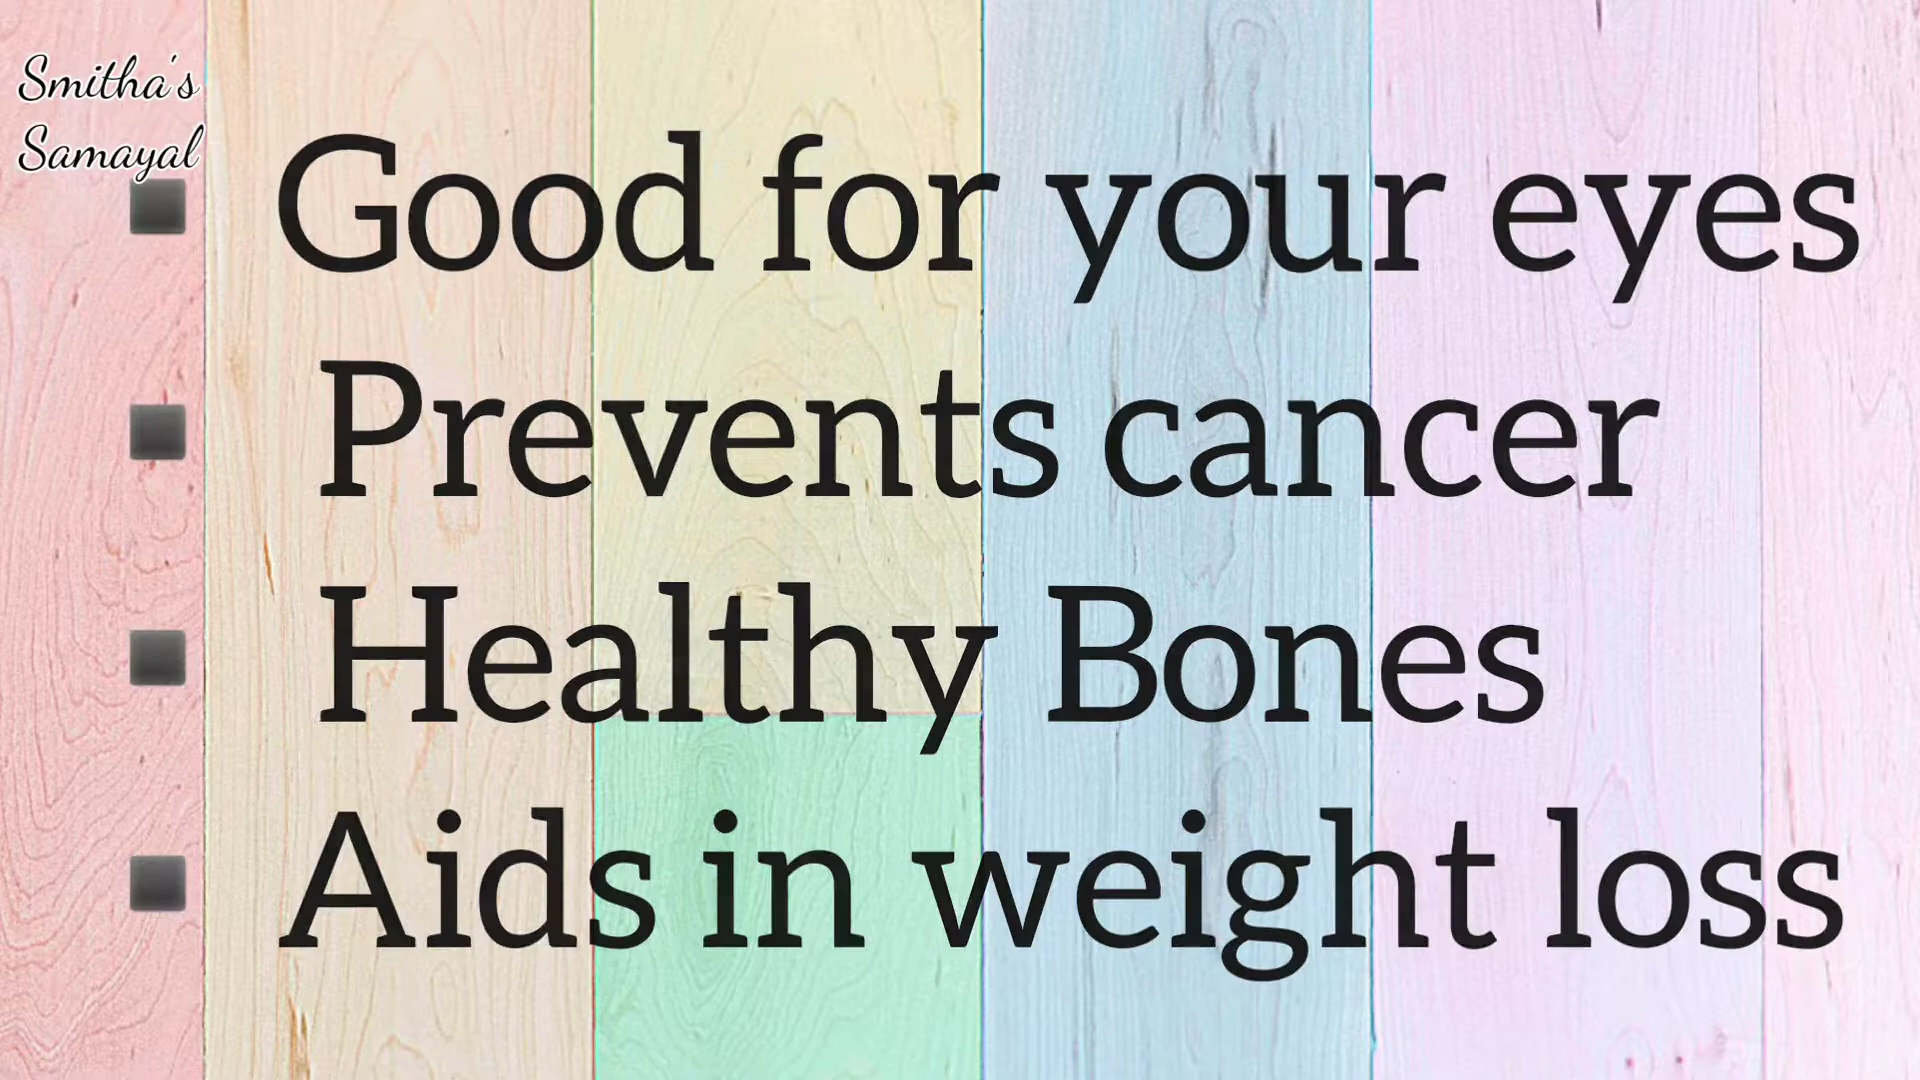 Smitha's
Samayal
▪ Good for your eyes
▪ Prevents cancer
▪ Healthy Bones
▪ Aids in weight loss